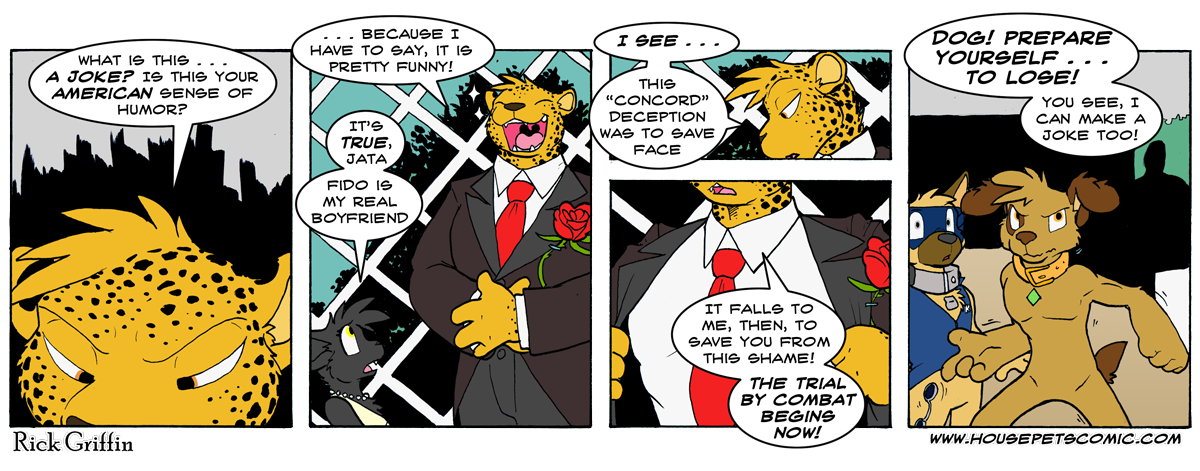 WHAT IS THIS . . .
A JOKE? IS THIS YOUR
AMERICAN SENSE OF
HUMOR?
. . . BECAUSE I
HAVE TO SAY, IT IS
PRETTY FUNNY!
IT'S
TRUE,
JATA
FIDO IS
MY REAL
BOYFRIEND
I SEE . . .
THIS
"CONCORD"
DECEPTION
WAS TO SAVE
FACE
IT FALLS TO
ME, THEN, TO
SAVE YOU FROM
THIS SHAME!
THE TRIAL
BY COMBAT
BEGINS
NOW!
DOG! PREPARE
YOURSELF . . .
TO LOSE!
YOU SEE, I
CAN MAKE A
JOKE TOO!
Rick Griffin
WWW.HOUSEPETSCOMIC.COM